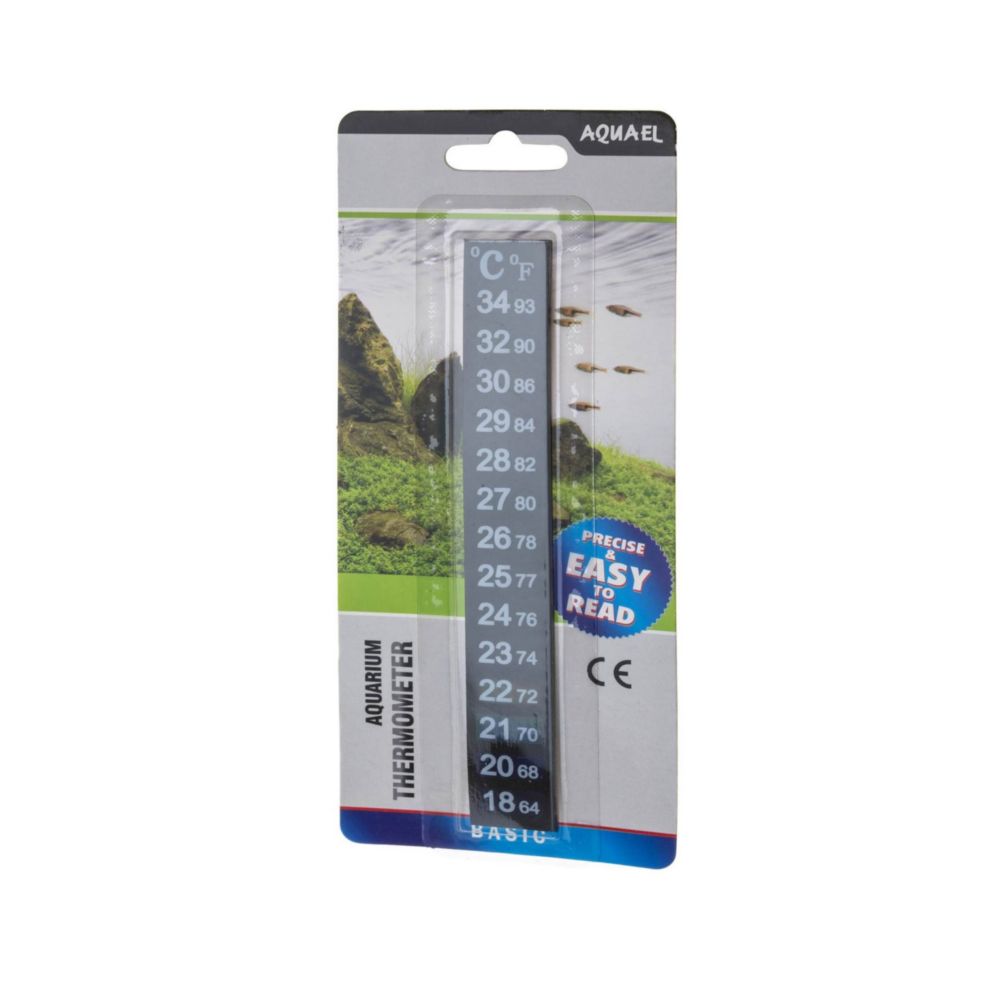 AQUAEL
°C °F
34 93
32 90
30 86
29 84
28 82
27 80
26 78
25 77
24 76
23 74
22 72
21 70
20 68
18 64
PRECISE
&
EASY
TO
READ
CE
AQUARIUM
THERMOMETER
BASIC